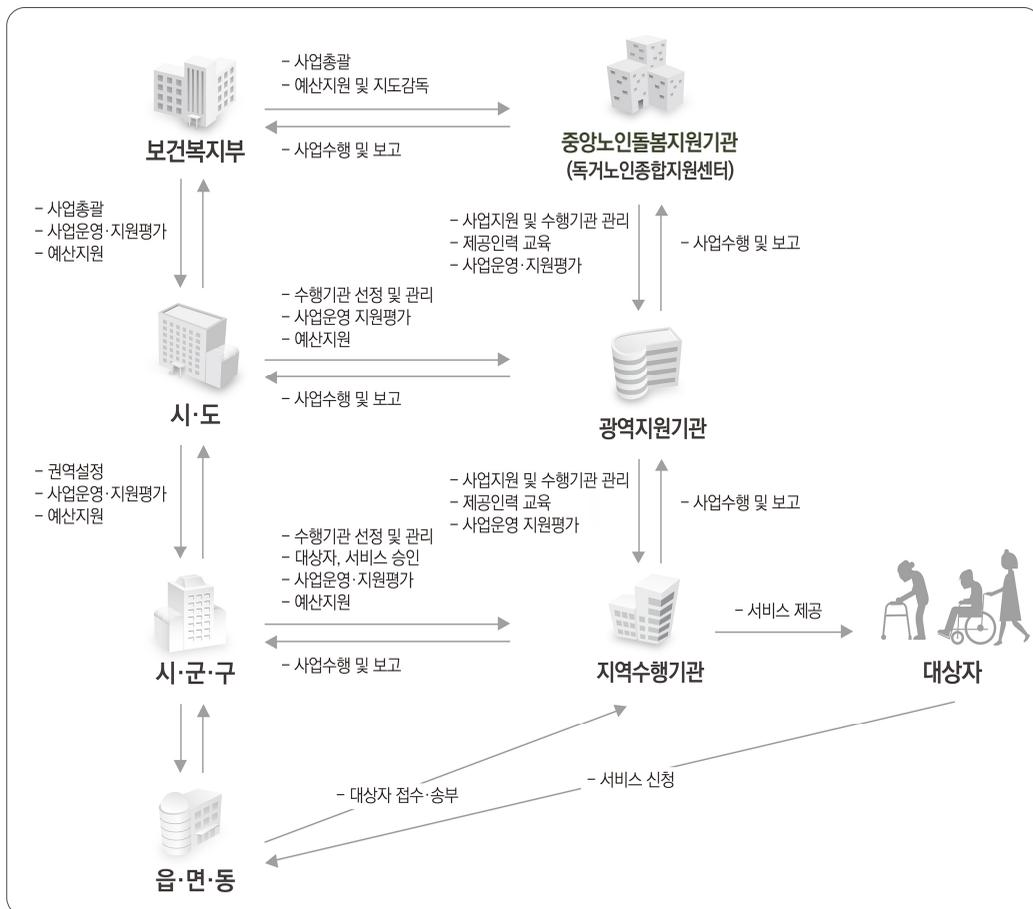 - 사업총괄
- 예산지원 및 지도감독
보건복지부
- 사업수행 및 보고
중앙노인돌봄지원기관
(독거노인종합지원센터)
- 사업총괄
- 사업운영·지원평가
- 예산지원
- 사업지원 및 수행기관 관리
- 제공인력 교육
- 사업운영·지원평가
- 사업수행 및 보고
- 수행기관 선정 및 관리
- 사업운영 지원평가
- 예산지원
시·도
- 사업수행 및 보고
광역지원기관
- 권역설정
- 사업운영·지원평가
- 예산지원
- 사업지원 및 수행기관 관리
- 제공인력 교육
- 사업운영 지원평가
- 사업수행 및 보고
- 수행기관 선정 및 관리
- 대상자, 서비스 승인
- 사업운영·지원평가
- 예산지원
- 서비스 제공
시·군·구
- 사업수행 및 보고
지역수행기관
대상자
- 서비스 신청
- 대상자 접수·송부
읍·면·동